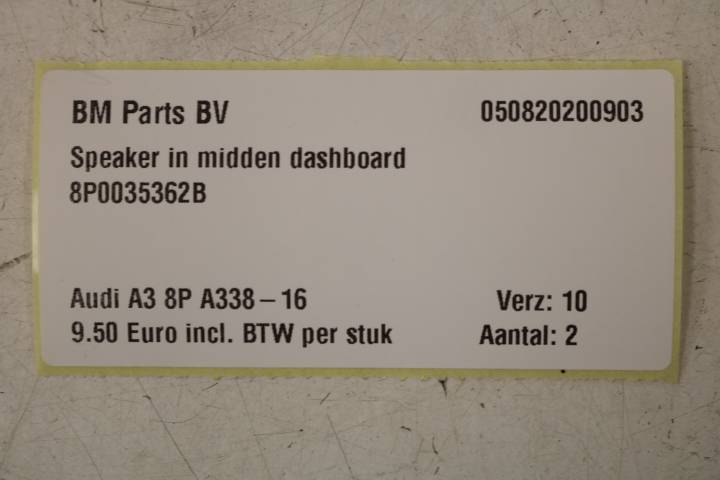 BM Parts BV 050820200903
Speaker in midden dashboard
8P0035362B
Audi A3 8P A338 – 16 Verz: 10
9.50 Euro incl. BTW per stuk Aantal: 2